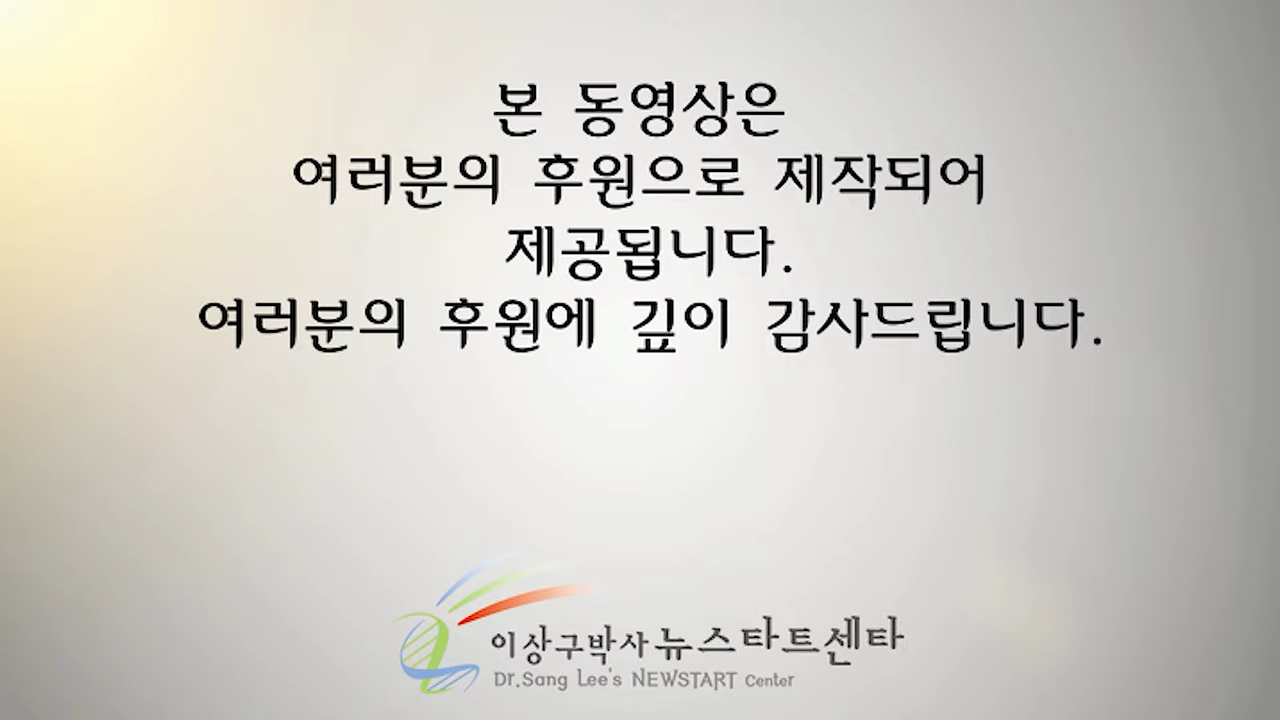 본 동영상은
여러분의 후원으로 제작되어
제공됩니다.
여러분의 후원에 깊이 감사드립니다.
이상구박사 뉴스타트센타
Dr.Sang Lee's NEWSTART Center